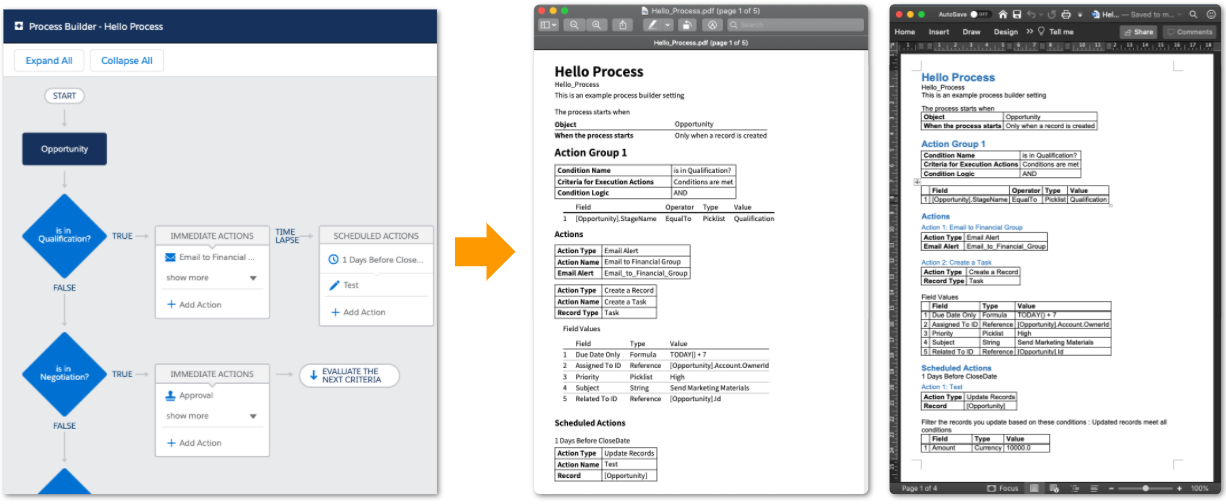 Process Builder - Hello Process
Expand All
Collapse All
START
Opportunity
is in
Qualification?
TRUE
IMMEDIATE ACTIONS
Email to Financial ...
show more
+ Add Action
TIME
LAPSE
SCHEDULED ACTIONS
1 Days Before Close...
Test
+ Add Action
FALSE
is in
Negotiation?
TRUE
IMMEDIATE ACTIONS
Approval
show more
+ Add Action
EVALUATE THE
NEXT CRITERIA
FALSE
Hello_Process.pdf (page 1 of 5)
Search
Hello_Process.pdf (page 1 of 5)
Hello Process
Hello_Process
This is an example process builder setting
The process starts when
Object Opportunity
When the process starts Only when a record is created
Action Group 1
Condition Name is in Qualification?
Criteria for Execution Actions Conditions are met
Condition Logic AND
Field Operator Type Value
1 [Opportunity].StageName EqualTo Picklist Qualification
Actions
Action Type Email Alert
Action Name Email to Financial Group
Email Alert Email_to_Financial_Group
Action Type Create a Record
Action Name Create a Task
Record Type Task
Field Values
Field Type Value
1 Due Date Only Formula TODAY() + 7
2 Assigned To ID Reference [Opportunity].Account.OwnerId
3 Priority Picklist High
4 Subject String Send Marketing Materials
5 Related To ID Reference [Opportunity].Id
Scheduled Actions
1 Days Before CloseDate
Action Type Update Records
Action Name Test
Record [Opportunity]
AutoSave OFF Hel... — Saved to m...
Home Insert Draw Design Tell me Share Comments
Hello Process
Hello_Process
This is an example process builder setting
The process starts when
Object Opportunity
When the process starts Only when a record is created
Action Group 1
Condition Name is in Qualification?
Criteria for Execution Actions Conditions are met
Condition Logic AND
Field Operator Type Value
1 [Opportunity].StageName EqualTo Picklist Qualification
Actions
Action 1: Email to Financial Group
Action Type Email Alert
Email Alert Email_to_Financial_Group
Action 2: Create a Task
Action Type Create a Record
Record Type Task
Field Values
Field Type Value
1 Due Date Only Formula TODAY() + 7
2 Assigned To ID Reference [Opportunity].Account.OwnerId
3 Priority Picklist High
4 Subject String Send Marketing Materials
5 Related To ID Reference [Opportunity].Id
Scheduled Actions
1 Days Before CloseDate
Action 1: Test
Action Type Update Records
Record [Opportunity]
Filter the records you update based on these conditions : Updated records meet all
conditions
Field Type Value
1 Amount Currency 10000.0
Page 1 of 4 Focus 100%